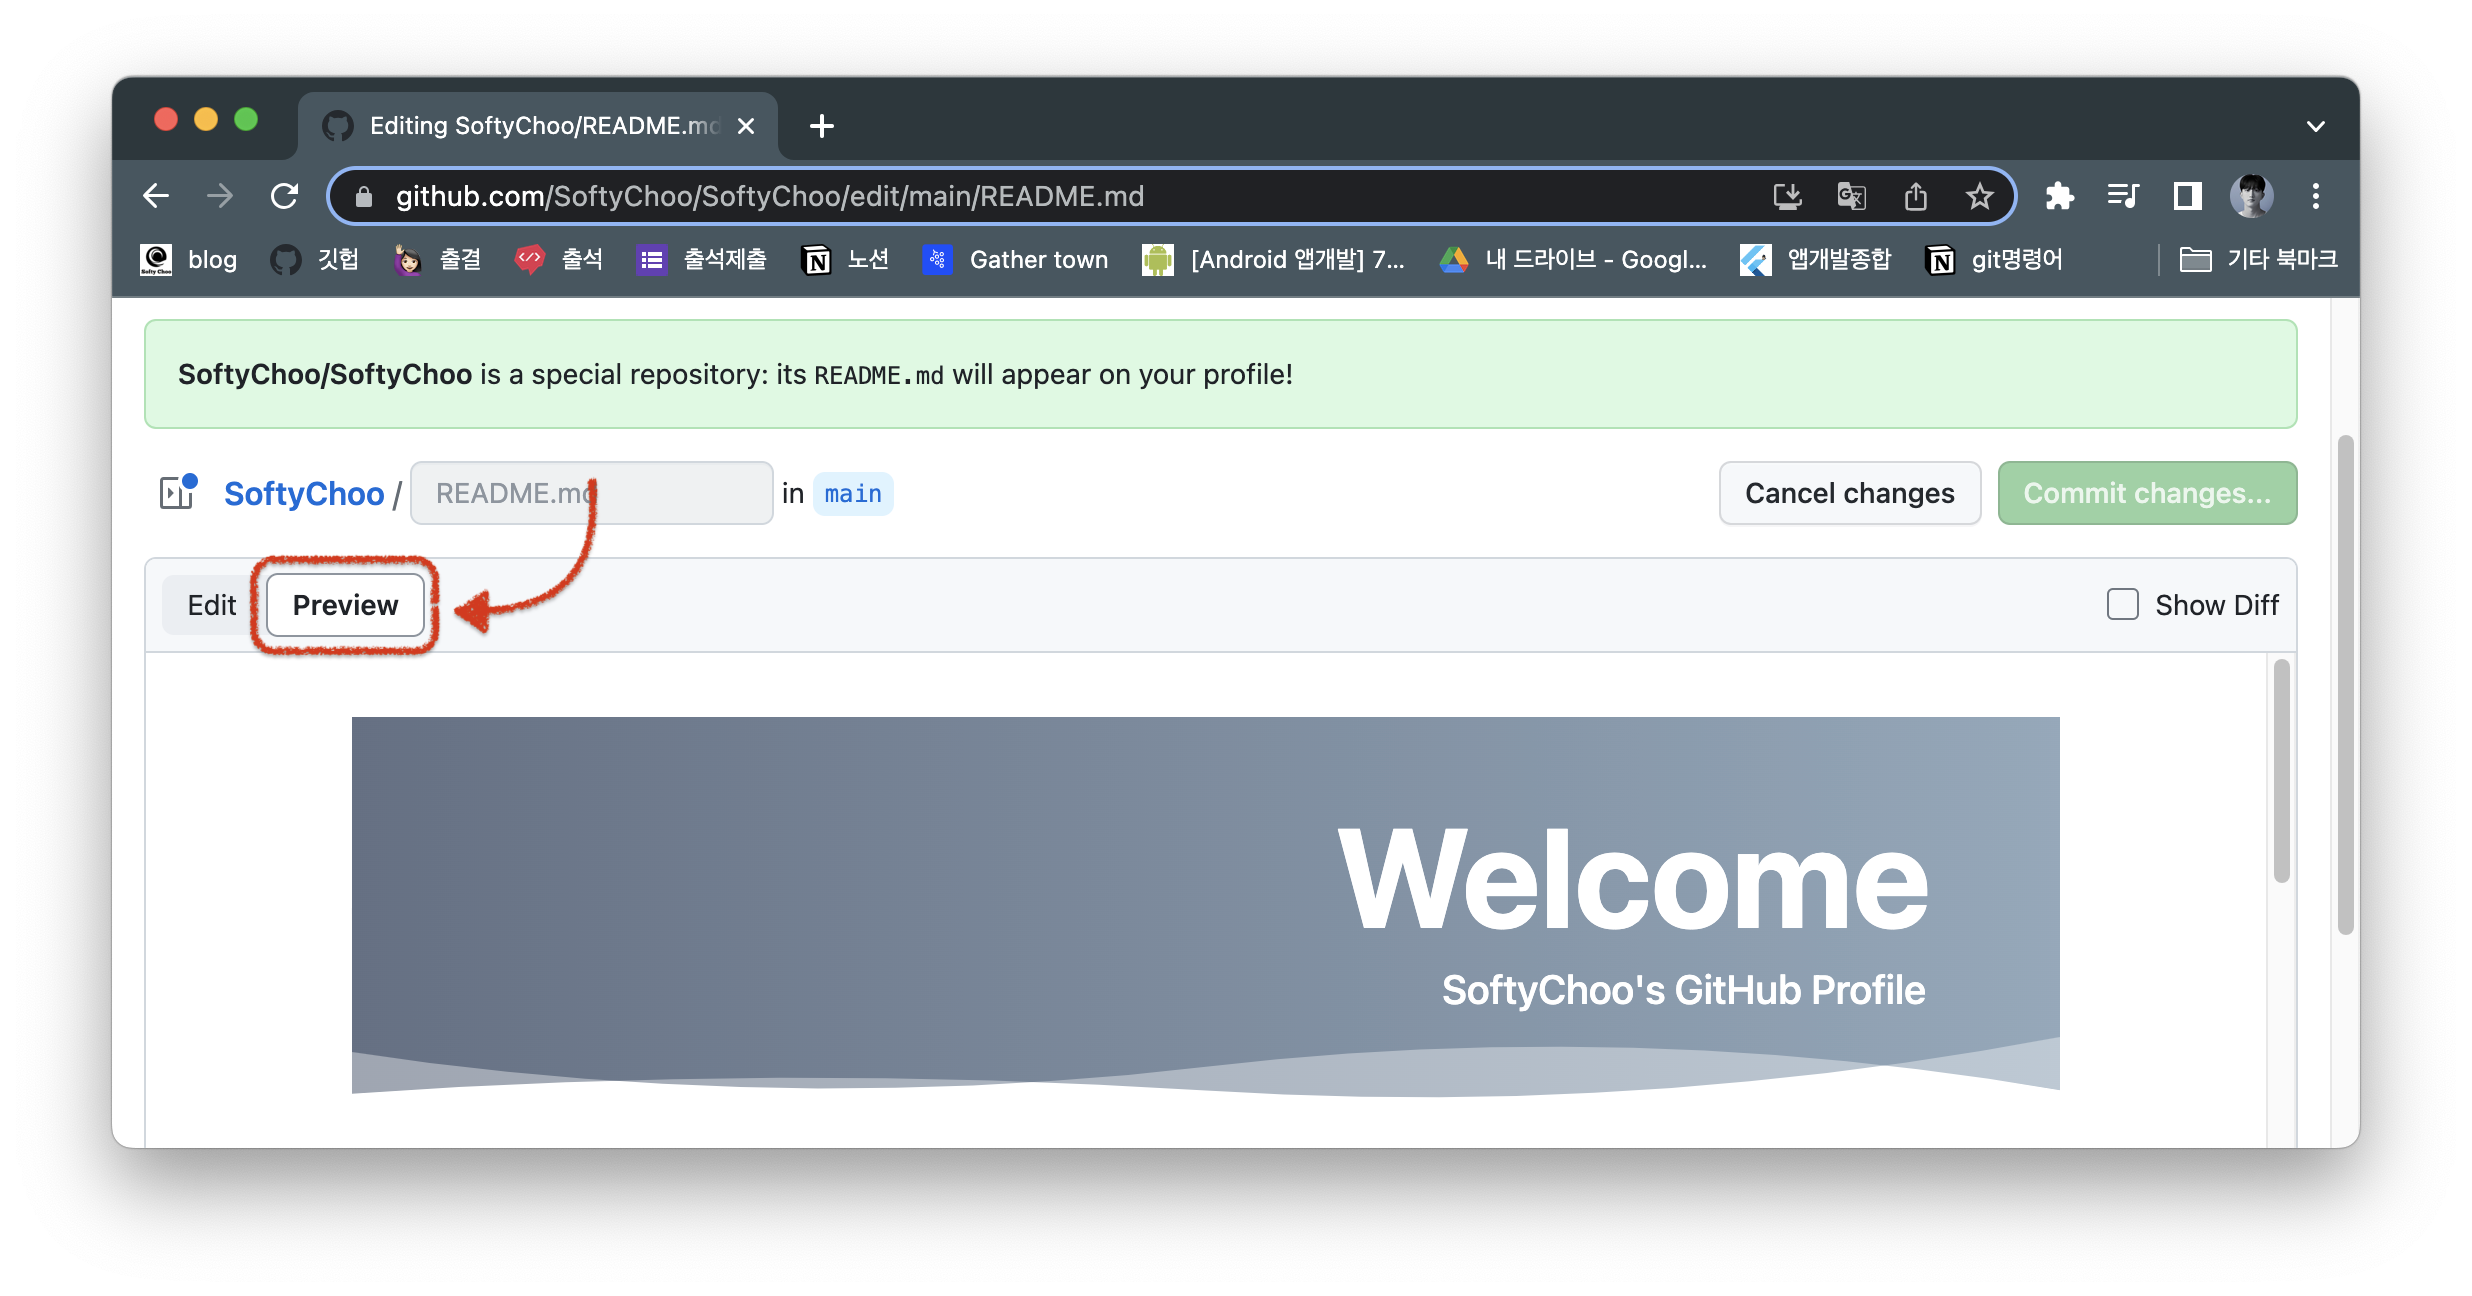 Editing SoftyChoo/README.md
github.com/SoftyChoo/SoftyChoo/edit/main/README.md
blog 깃헙 출결 출석 출석제출 노션 Gather town [Android 앱개발] 7... 내 드라이브 - Googl... 앱개발종합 git명령어 기타 북마크
SoftyChoo/SoftyChoo is a special repository: its README.md will appear on your profile!
SoftyChoo / README.md in main Cancel changes Commit changes...
Edit Preview Show Diff
Welcome
SoftyChoo's GitHub Profile